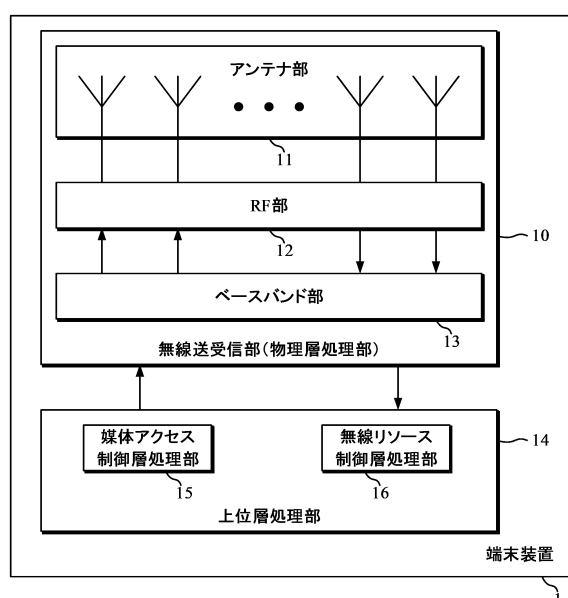 アンテナ部
11
RF部
12
10
ベースバンド部
13
無線送受信部(物理層処理部)
媒体アクセス
制御層処理部
15
無線リソース
制御層処理部
16
14
上位層処理部
端末装置
1